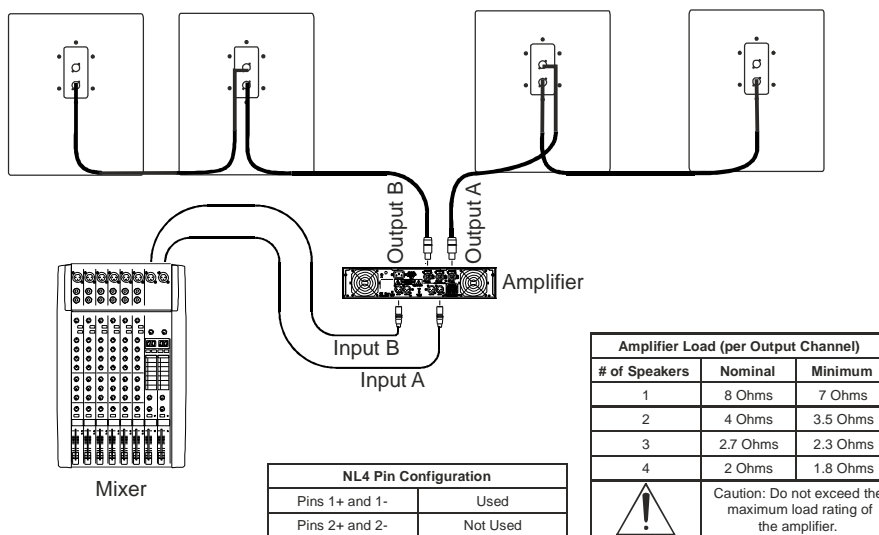 Output B
Output A
Amplifier
Input B
Input A
Mixer
Amplifier Load (per Output Channel)
# of Speakers Nominal Minimum
1 8 Ohms 7 Ohms
2 4 Ohms 3.5 Ohms
3 2.7 Ohms 2.3 Ohms
4 2 Ohms 1.8 Ohms
Caution: Do not exceed the
maximum load rating of
the amplifier.
NL4 Pin Configuration
Pins 1+ and 1- Used
Pins 2+ and 2- Not Used